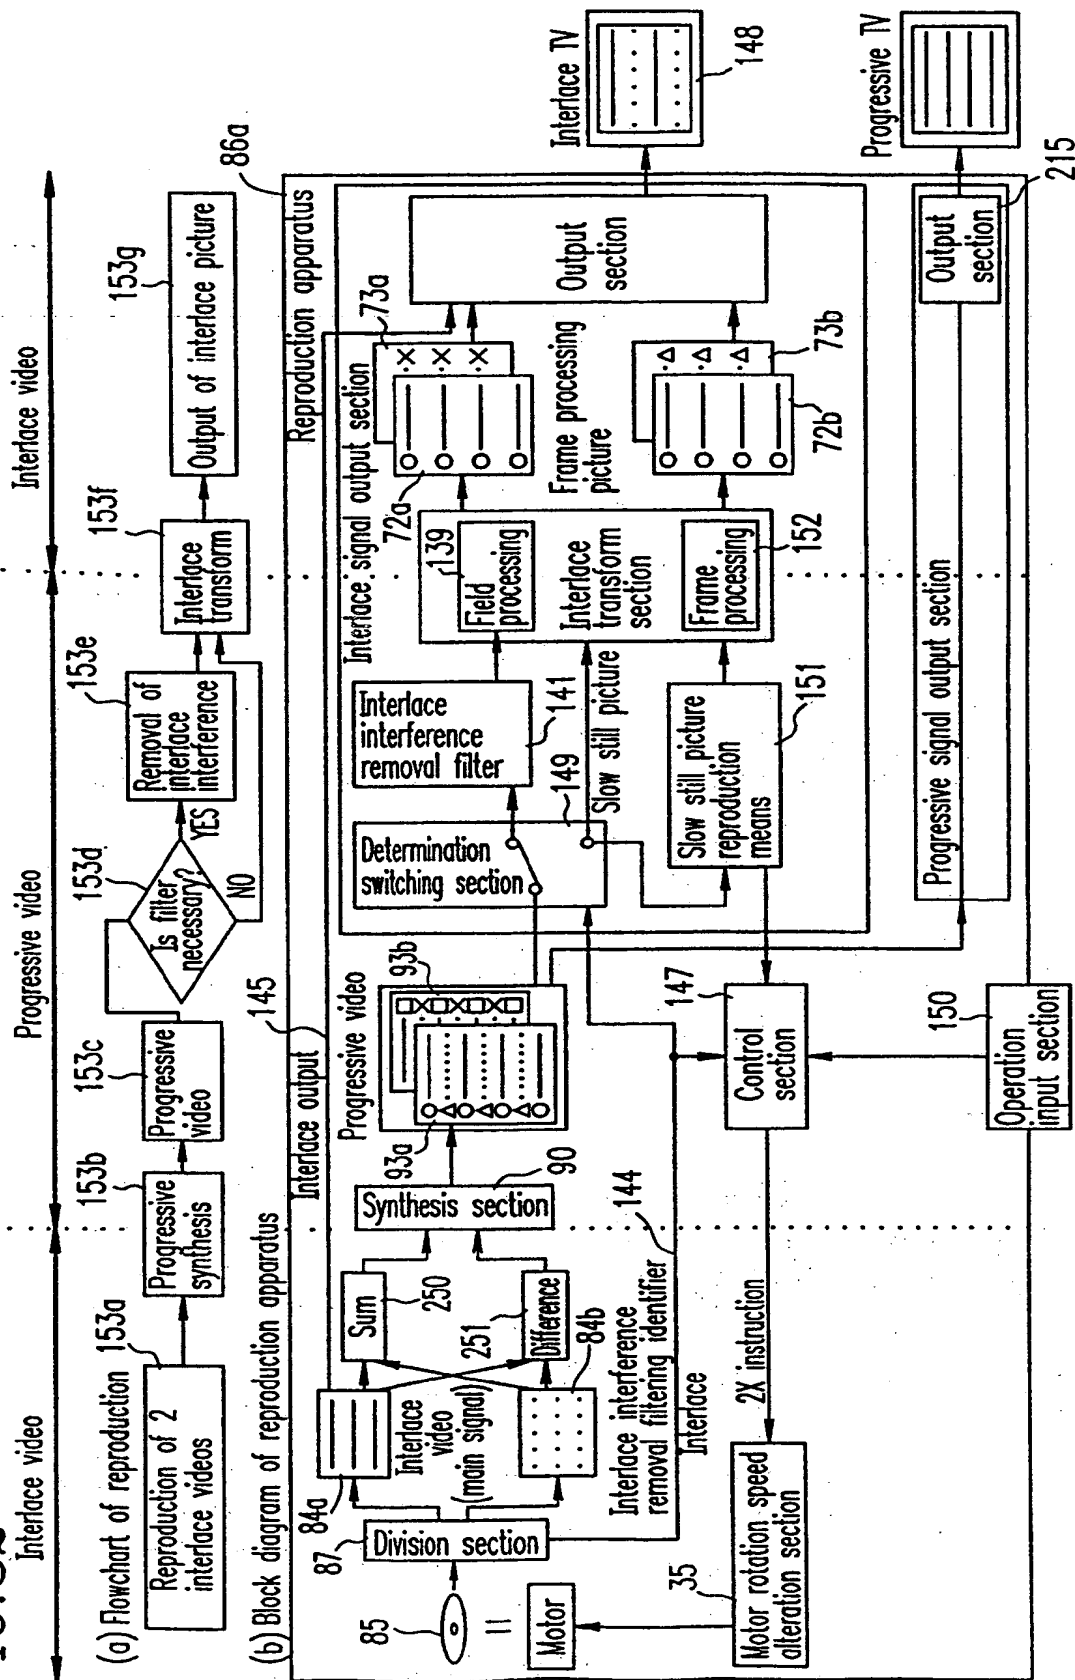 Interlace video
Progressive video
Interlace video
(a) Flowchart of reproduction
153a
Reproduction of 2
interlace videos
153b
Progressive
synthesis
153c
Progressive
video
153d
Is filter
necessary?
YES
NO
153e
Removal of
interlace
interference
153f
Interlace
transform
153g
Output of interlace picture
(b) Block diagram of reproduction apparatus
145
Interlace output
Reproduction apparatus
86a
85
Motor
87
Division section
84a
Interlace
video
(main signal)
84b
Sum
250
251
Difference
Synthesis section
90
Progressive video
93a
93b
Interlace interference
removal filtering identifier
144
Interlace
Determination
switching section
149
Interlace
interference
removal filter
141
Slow still picture
Slow still picture
reproduction
means
151
Interlace signal output section
139
Field
processing
Interlace
transform
section
Frame
processing
152
72a
73a
Frame processing
picture
72b
73b
Output
section
Interlace TV
148
Progressive TV
Output
section
215
Progressive signal output section
35
Motor rotation speed
alteration section
2X instruction
147
Control
section
150
Operation
input section